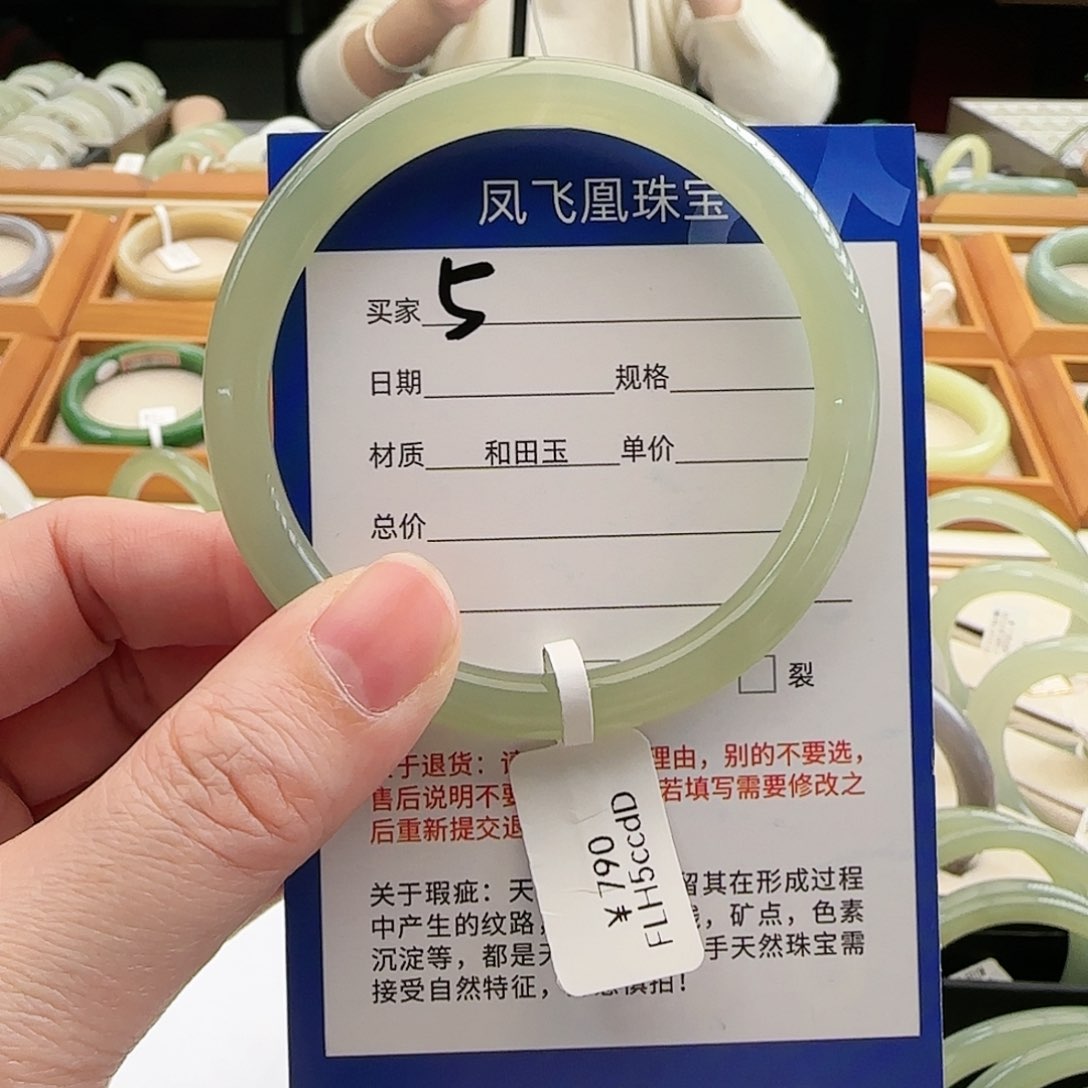 凤飞凰珠宝
买家 5
日期 规格
材质 和田玉 单价
总价
裂
于退货： 理由，别的不要选，
售后说明不要 若填写需要修改之
后重新提交退
关于瑕疵：天 留其在形成过程
中产生的纹路 ，矿点，色素
沉淀等，都是天 手天然珠宝需
接受自然特征， 慎拍！
FLH5cccdD
*790